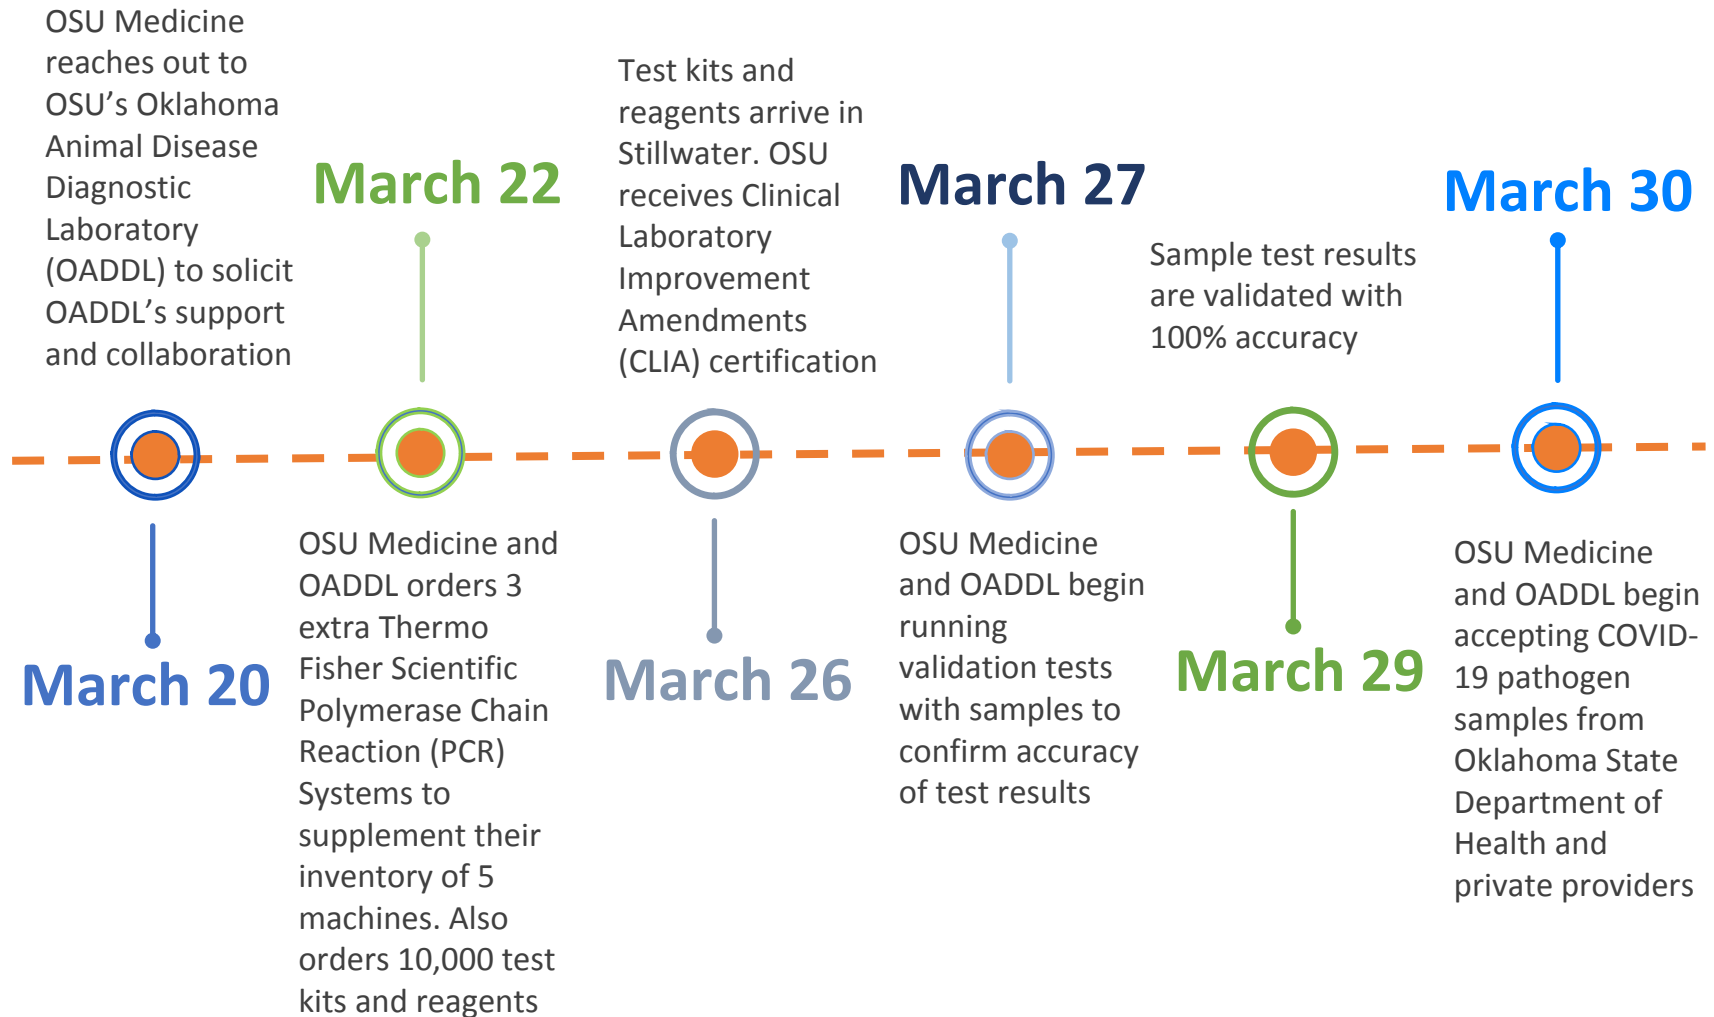 OSU Medicine
reaches out to
OSU’s Oklahoma
Animal Disease
Diagnostic
Laboratory
(OADDL) to solicit
OADDL’s support
and collaboration
March 20
March 22
OSU Medicine and
OADDL orders 3
extra Thermo
Fisher Scientific
Polymerase Chain
Reaction (PCR)
Systems to
supplement their
inventory of 5
machines. Also
orders 10,000 test
kits and reagents
Test kits and
reagents arrive in
Stillwater. OSU
receives Clinical
Laboratory
Improvement
Amendments
(CLIA) certification
March 26
March 27
OSU Medicine
and OADDL begin
running
validation tests
with samples to
confirm accuracy
of test results
Sample test results
are validated with
100% accuracy
March 29
March 30
OSU Medicine
and OADDL begin
accepting COVID-
19 pathogen
samples from
Oklahoma State
Department of
Health and
private providers